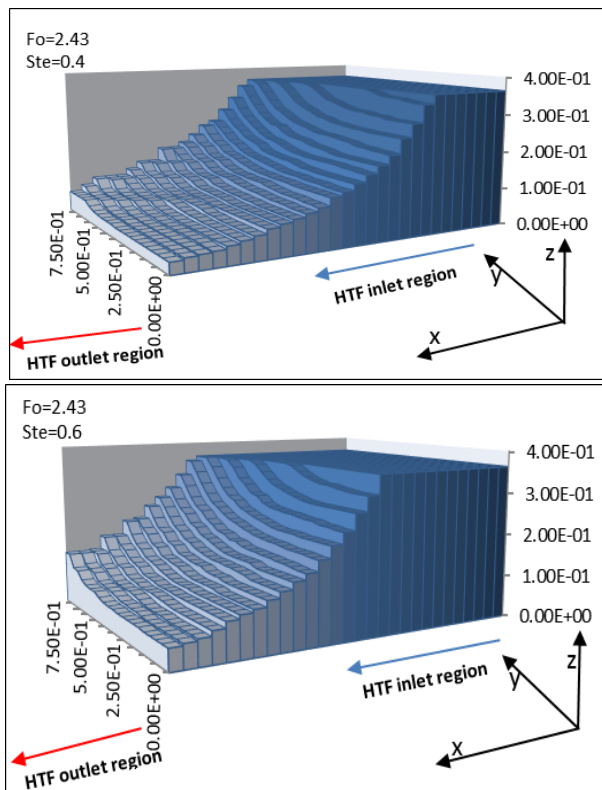 Fo=2.43
Ste=0.4
4.00E-01
3.00E-01
2.00E-01
1.00E-01
0.00E+00
7.50E-01
5.00E-01
2.50E-01
0.00E+00
HTF inlet region
HTF outlet region
z
y
x
Fo=2.43
Ste=0.6
4.00E-01
3.00E-01
2.00E-01
1.00E-01
0.00E+00
7.50E-01
5.00E-01
2.50E-01
0.00E+00
HTF inlet region
HTF outlet region
z
y
x